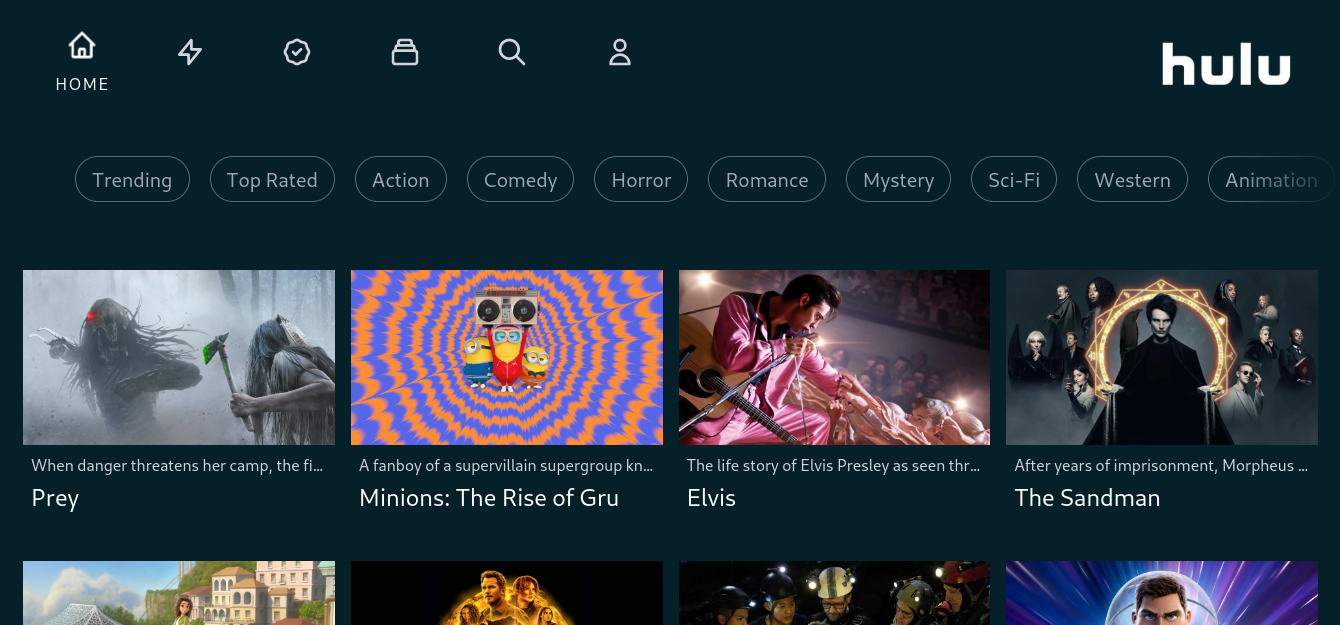 HOME
hulu
Trending
Top Rated
Action
Comedy
Horror
Romance
Mystery
Sci-Fi
Western
Animation
When danger threatens her camp, the fi...
Prey
A fanboy of a supervillain supergroup kn...
Minions: The Rise of Gru
The life story of Elvis Presley as seen thr...
Elvis
After years of imprisonment, Morpheus ...
The Sandman